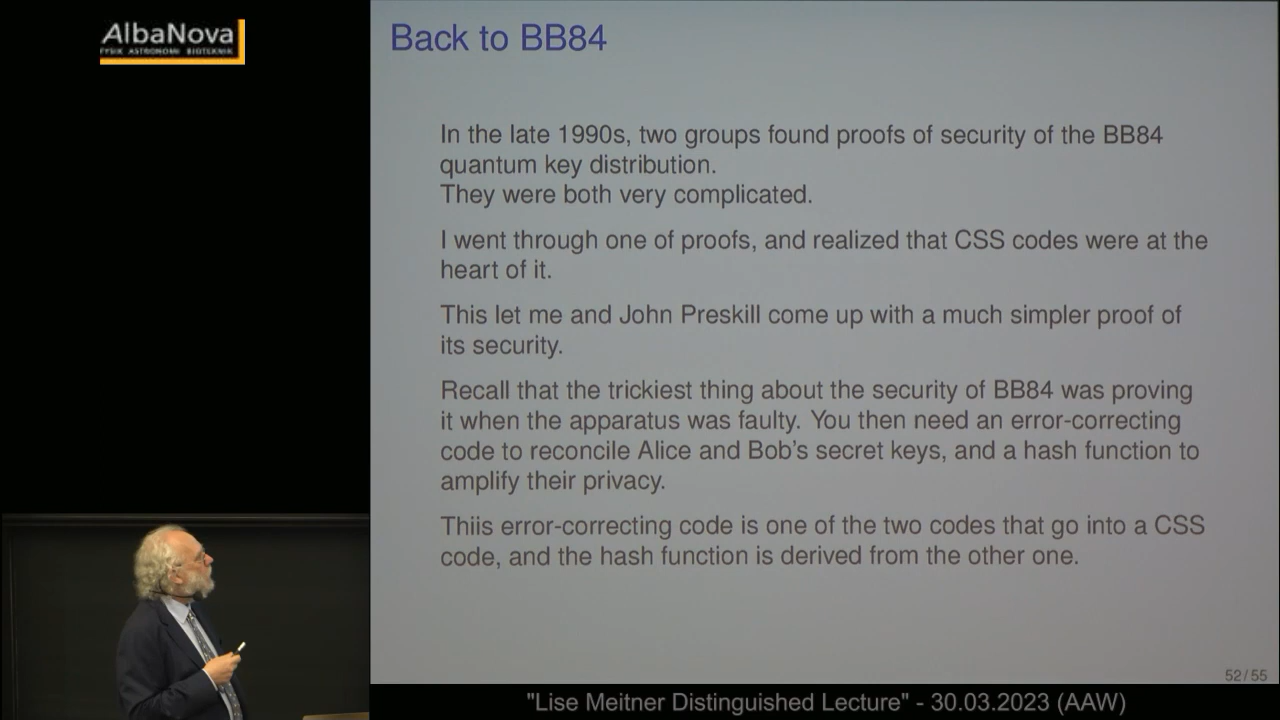 AlbaNova
FYSIK ASTRONOMI BIOTEKNIK
Back to BB84
In the late 1990s, two groups found proofs of security of the BB84
quantum key distribution.
They were both very complicated.
I went through one of proofs, and realized that CSS codes were at the
heart of it.
This let me and John Preskill come up with a much simpler proof of
its security.
Recall that the trickiest thing about the security of BB84 was proving
it when the apparatus was faulty. You then need an error-correcting
code to reconcile Alice and Bob's secret keys, and a hash function to
amplify their privacy.
Thiis error-correcting code is one of the two codes that go into a CSS
code, and the hash function is derived from the other one.
52/55
"Lise Meitner Distinguished Lecture" - 30.03.2023 (AAW)